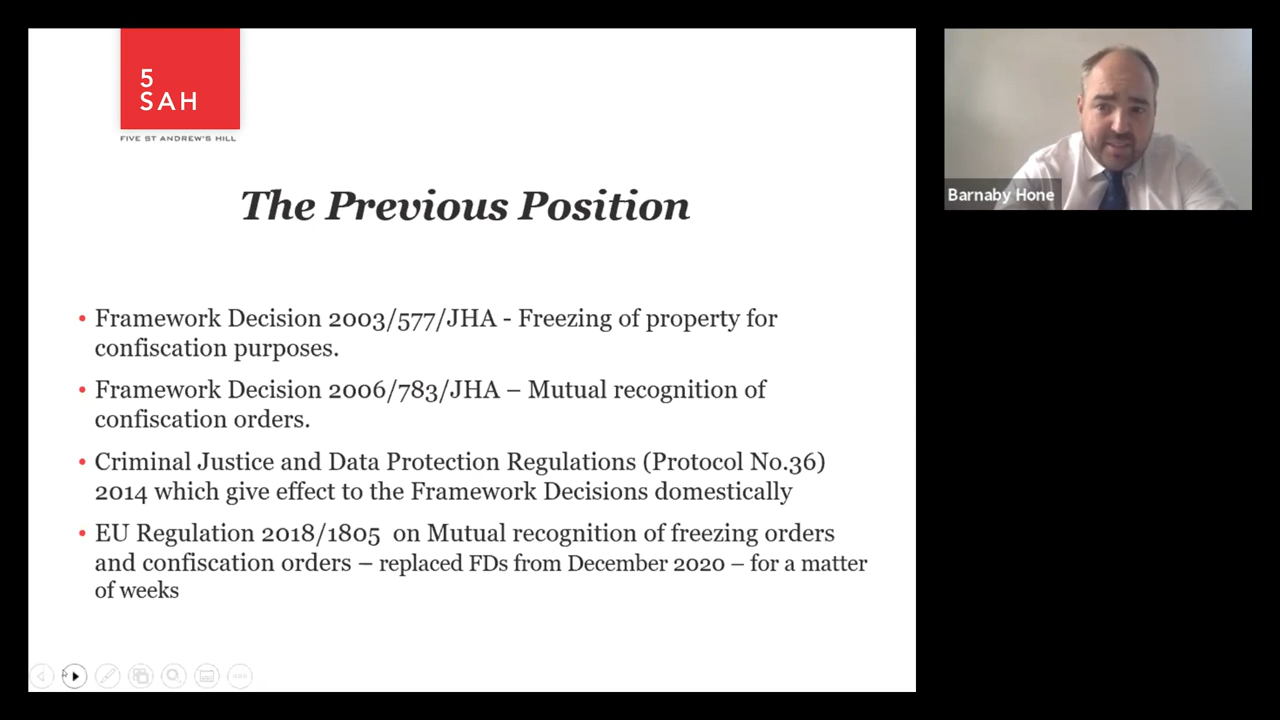 5
SAH
FIVE ST ANDREW'S HILL
The Previous Position
• Framework Decision 2003/577/JHA - Freezing of property for
confiscation purposes.
• Framework Decision 2006/783/JHA – Mutual recognition of
confiscation orders.
• Criminal Justice and Data Protection Regulations (Protocol No.36)
2014 which give effect to the Framework Decisions domestically
• EU Regulation 2018/1805 on Mutual recognition of freezing orders
and confiscation orders – replaced FDs from December 2020 – for a matter
of weeks
Barnaby Hone